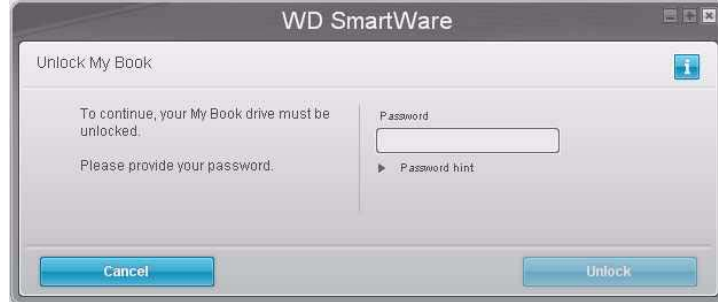 WD SmartWare
Unlock My Book
i
To continue, your My Book drive must be
unlocked.
Please provide your password.
Password
Password hint
Cancel
Unlock